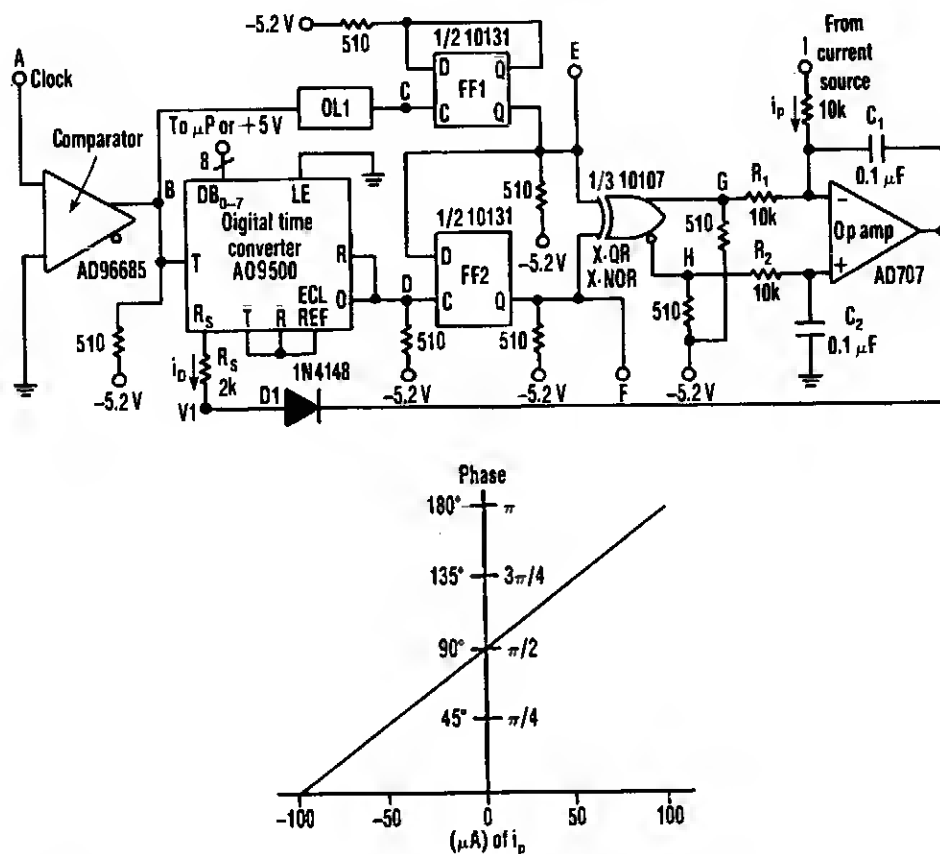 A
Clock
Comparator
AD96685
B
510
-5.2 V
-5.2 V
510
1/2 10131
D
Q̅
FF1
C
Q
OL1
C
To μP or +5 V
8
DB0-7
LE
Oigiial time
converter
AO9500
T
R
ECL
O
RS
T̅
R̅
REF
iD
RS
2k
V1
D1
1N4148
D
510
-5.2 V
1/2 10131
D
FF2
C
Q
510
-5.2 V
510
-5.2 V
E
F
1/3 10107
X-QR
X-NOR
G
510
H
510
-5.2 V
R1
10k
R2
10k
From
current
source
I
ip
10k
C1
0.1 μF
-
Op amp
+
AD707
C2
0.1 μF
Phase
180° π
135° 3π/4
90° π/2
45° π/4
-100 -50 0 50 100
(μA) of ip